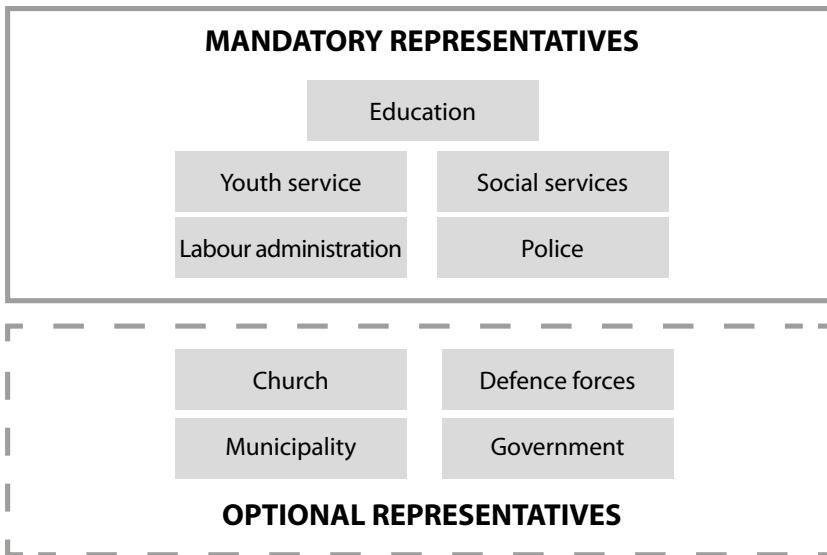 MANDATORY REPRESENTATIVES
Education
Youth service
Social services
Labour administration
Police
Church
Defence forces
Municipality
Government
OPTIONAL REPRESENTATIVES